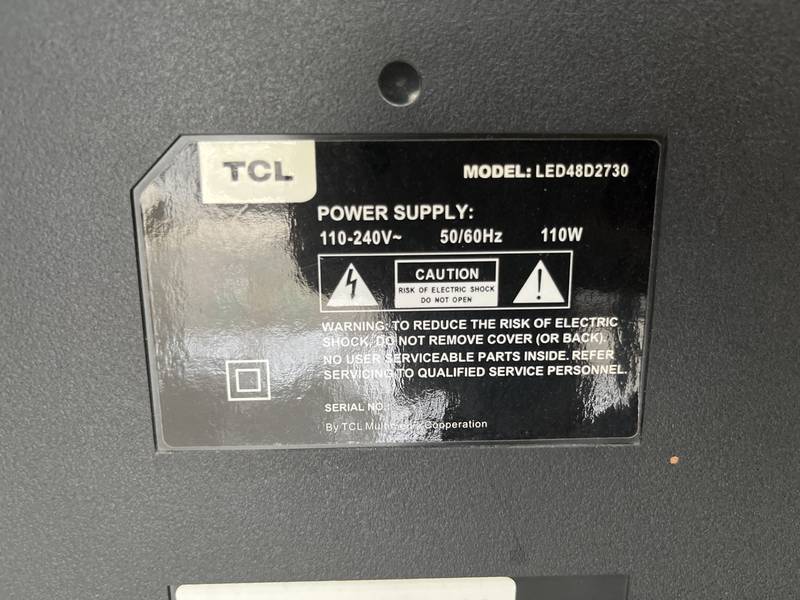 TCL
MODEL: LED48D2730
POWER SUPPLY:
110-240V~ 50/60Hz 110W
CAUTION
RISK OF ELECTRIC SHOCK
DO NOT OPEN
WARNING: TO REDUCE THE RISK OF ELECTRIC
SHOCK, DO NOT REMOVE COVER (OR BACK).
NO USER SERVICEABLE PARTS INSIDE. REFER
SERVICING TO QUALIFIED SERVICE PERSONNEL.
SERIAL NO.:
By TCL Multimedia Cooperation